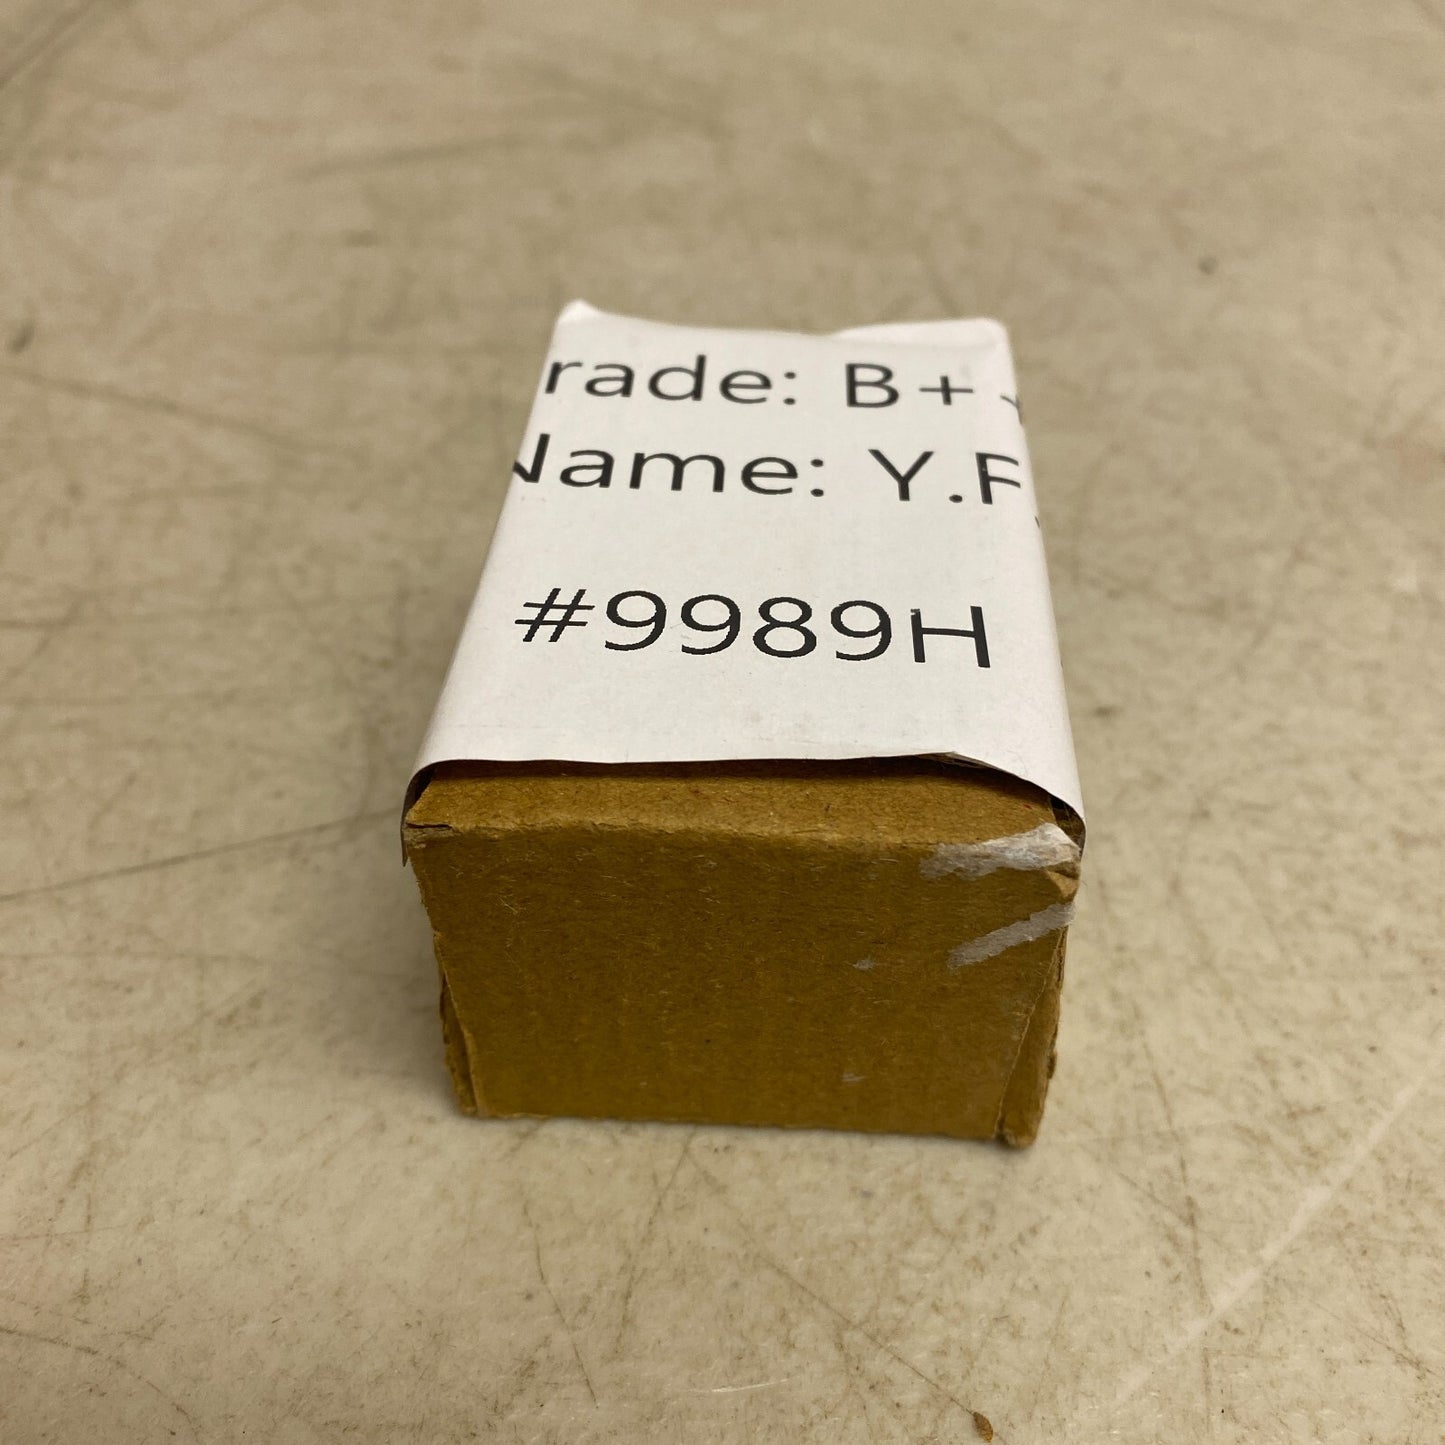 rade: B+
Name: Y.F
#9989H